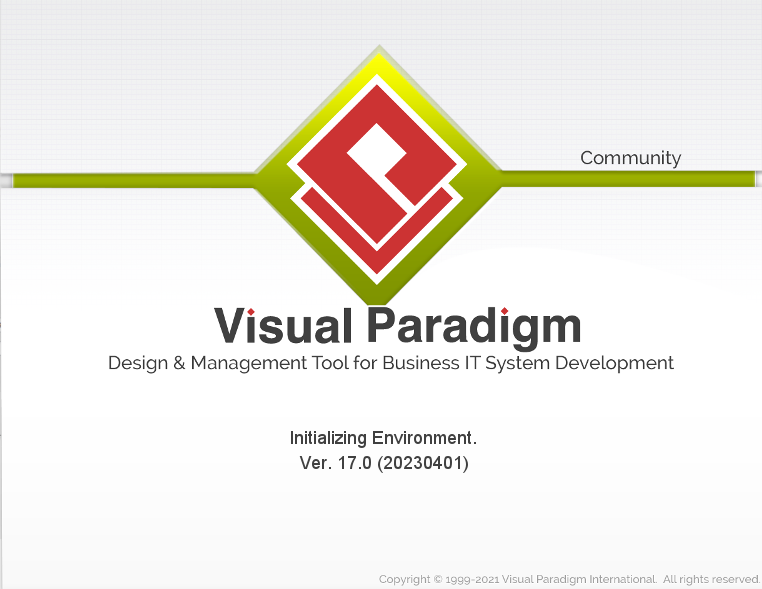 Community
Visual Paradigm
Design & Management Tool for Business IT System Development
Initializing Environment.
Ver. 17.0 (20230401)
Copyright © 1999-2021 Visual Paradigm International. All rights reserved.